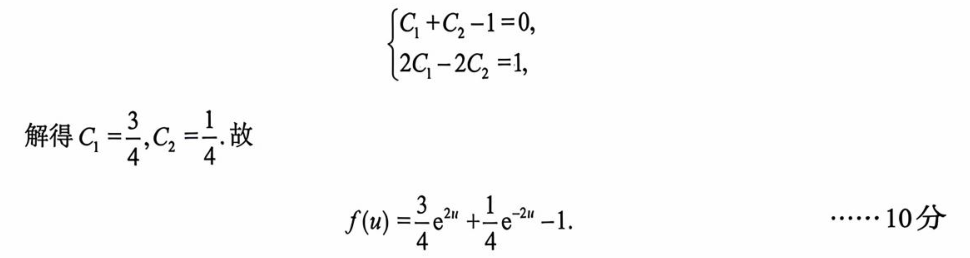 {C₁+C₂−1=0,
2C₁−2C₂=1,
解得 C₁=3/4, C₂=1/4. 故
f(u)=3/4 e²ᵘ+1/4 e⁻²ᵘ−1. ⋯⋯10分